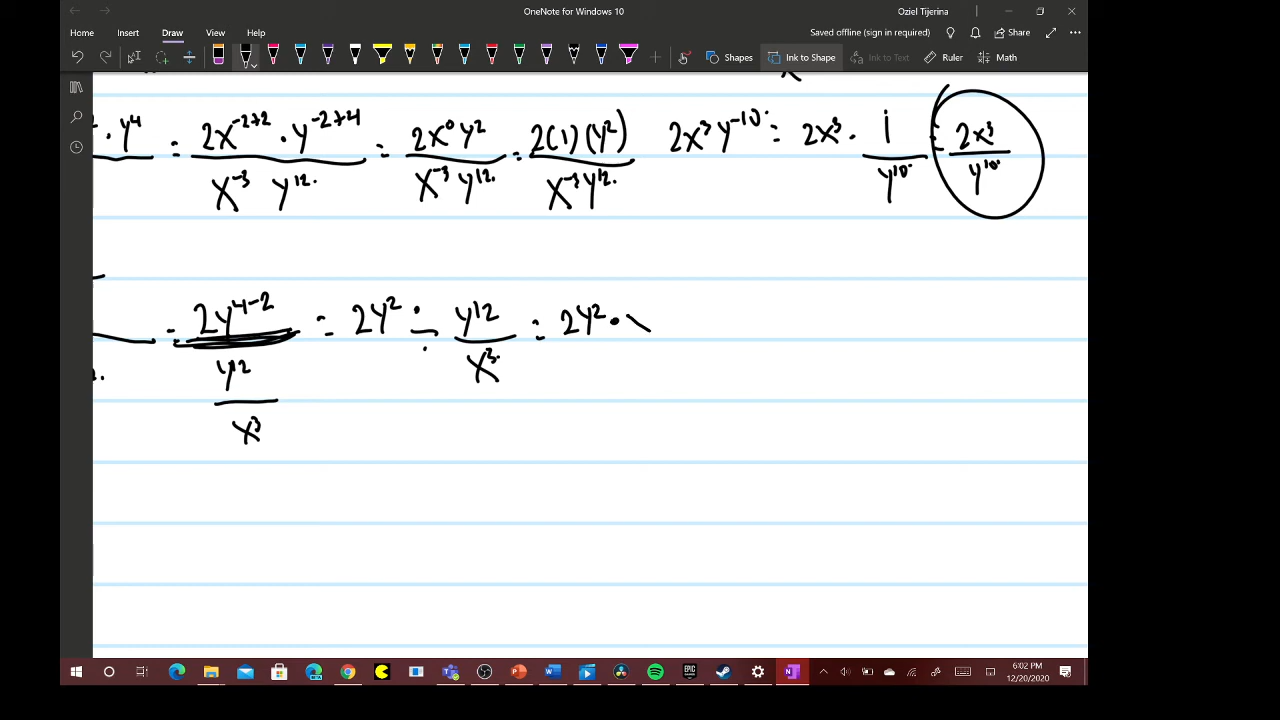 OneNote for Windows 10
Oziel Tijerina
Home Insert Draw View Help
Saved offline (sign in required)
Share
Shapes
Ink to Shape
Ink to Text
Ruler
Math
· y⁴ = 2x⁻²⁺² · y⁻²⁺⁴ / x⁻³ y¹² = 2x⁰y² / x⁻³y¹² = 2(1)(y²) / x⁻³y¹² 2x³y⁻¹⁰ = 2x³ · 1 / y¹⁰ = 2x³ / y¹⁰
= 2y⁴⁻² / y¹² / x³ = 2y² ÷ y¹² / x³ = 2y² ·
6:02 PM
12/20/2020